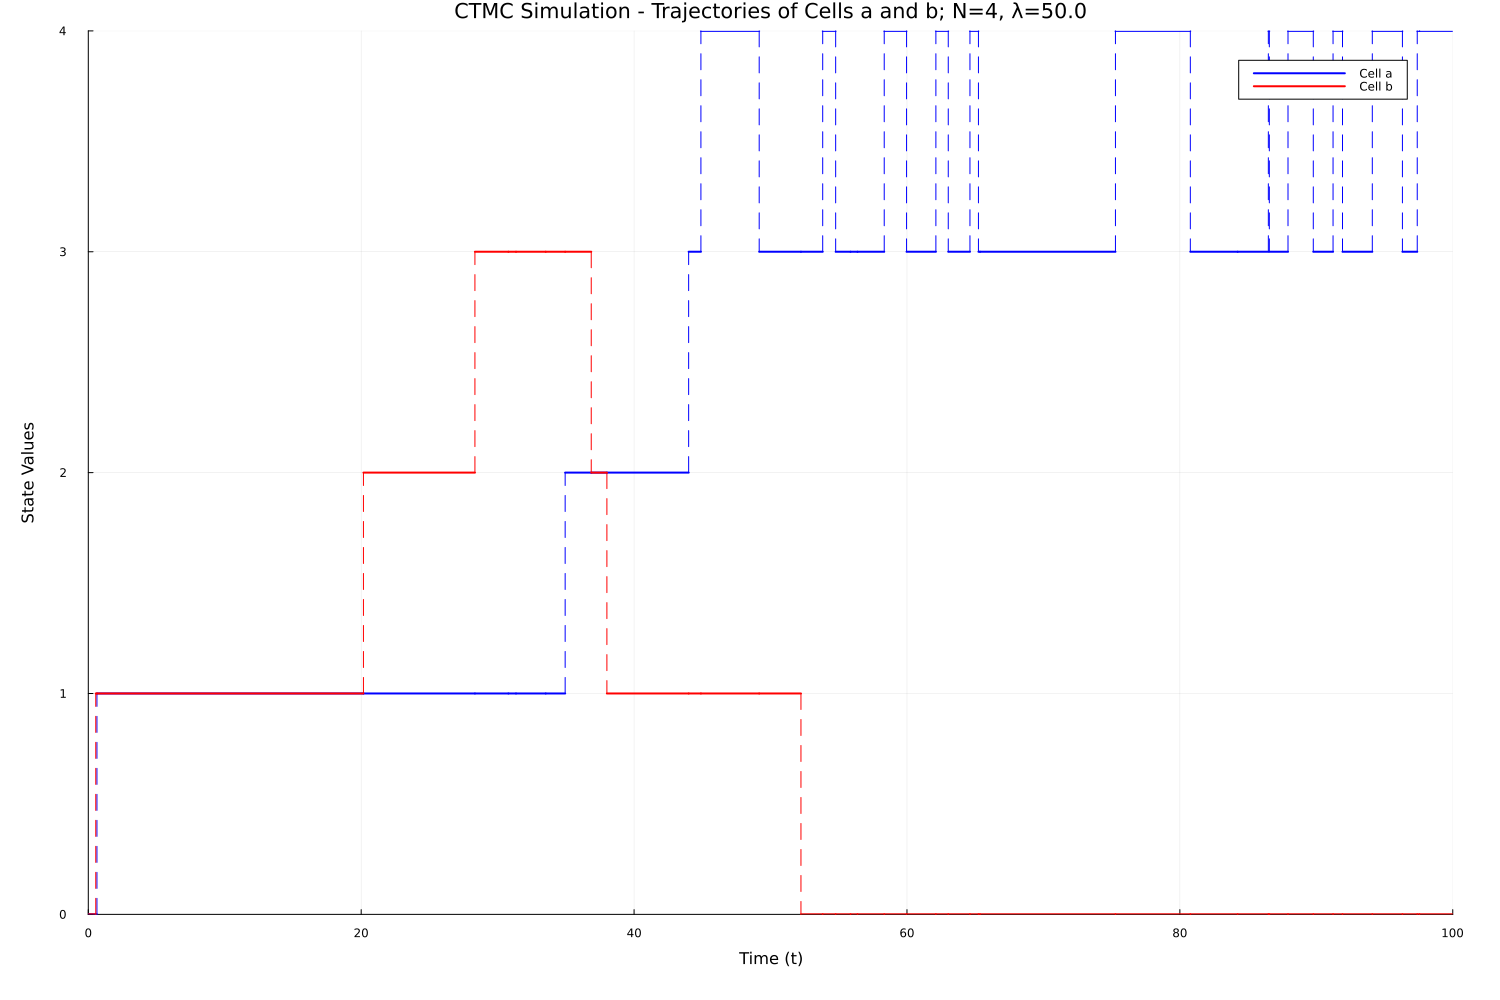 CTMC Simulation - Trajectories of Cells a and b; N=4, λ=50.0
4
Cell a
Cell b
3
State Values
2
1
0
0 20 40 60 80 100
Time (t)